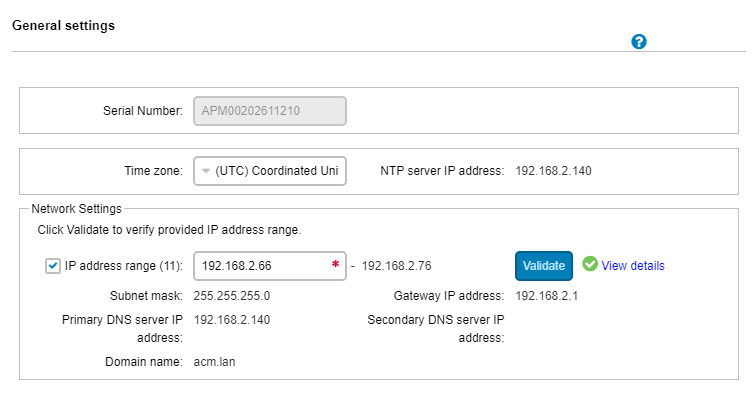 General settings
?
Serial Number: APM00202611210
Time zone: (UTC) Coordinated Uni NTP server IP address: 192.168.2.140
Network Settings
Click Validate to verify provided IP address range.
IP address range (11): 192.168.2.66 * - 192.168.2.76 Validate View details
Subnet mask: 255.255.255.0 Gateway IP address: 192.168.2.1
Primary DNS server IP 192.168.2.140 Secondary DNS server IP
address: address:
Domain name: acm.lan